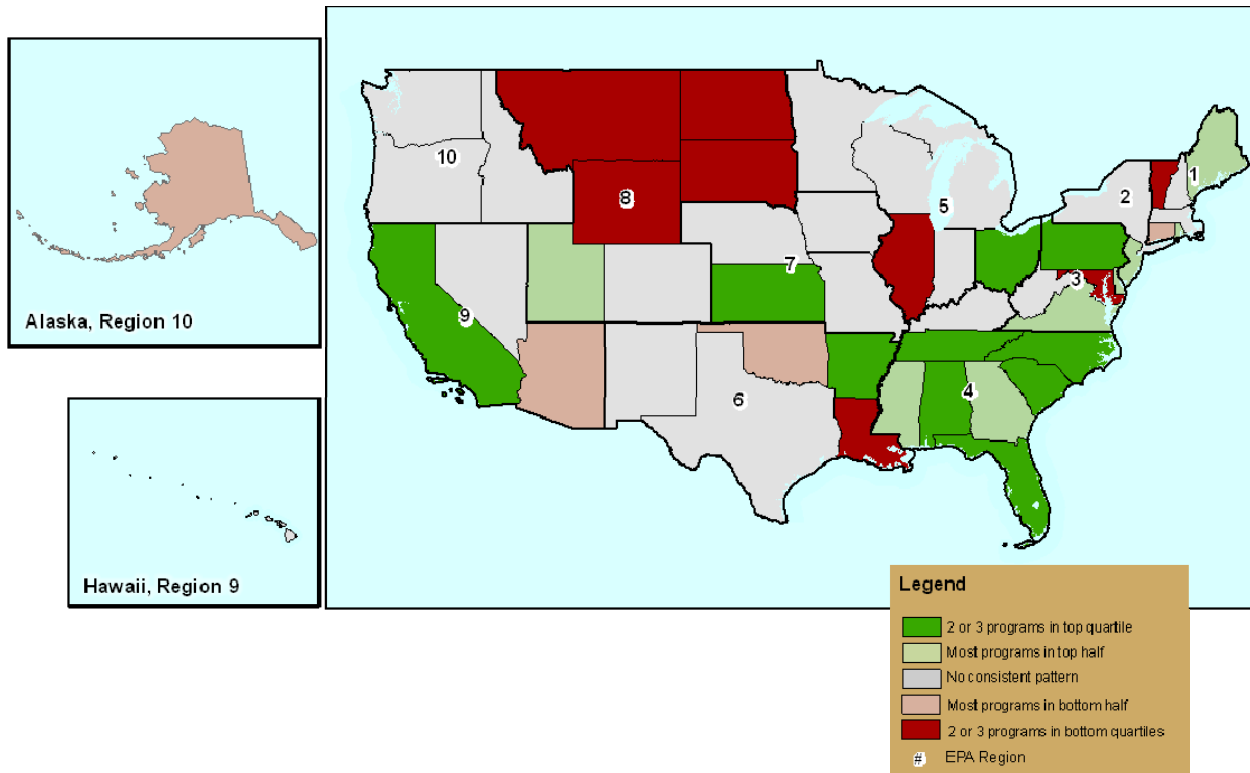 10
8
9
7
6
5
4
3
2
1
Alaska, Region 10
Hawaii, Region 9
Legend
2 or 3 programs in top quartile
Most programs in top half
No consistent pattern
Most programs in bottom half
2 or 3 programs in bottom quartiles
# EPA Region